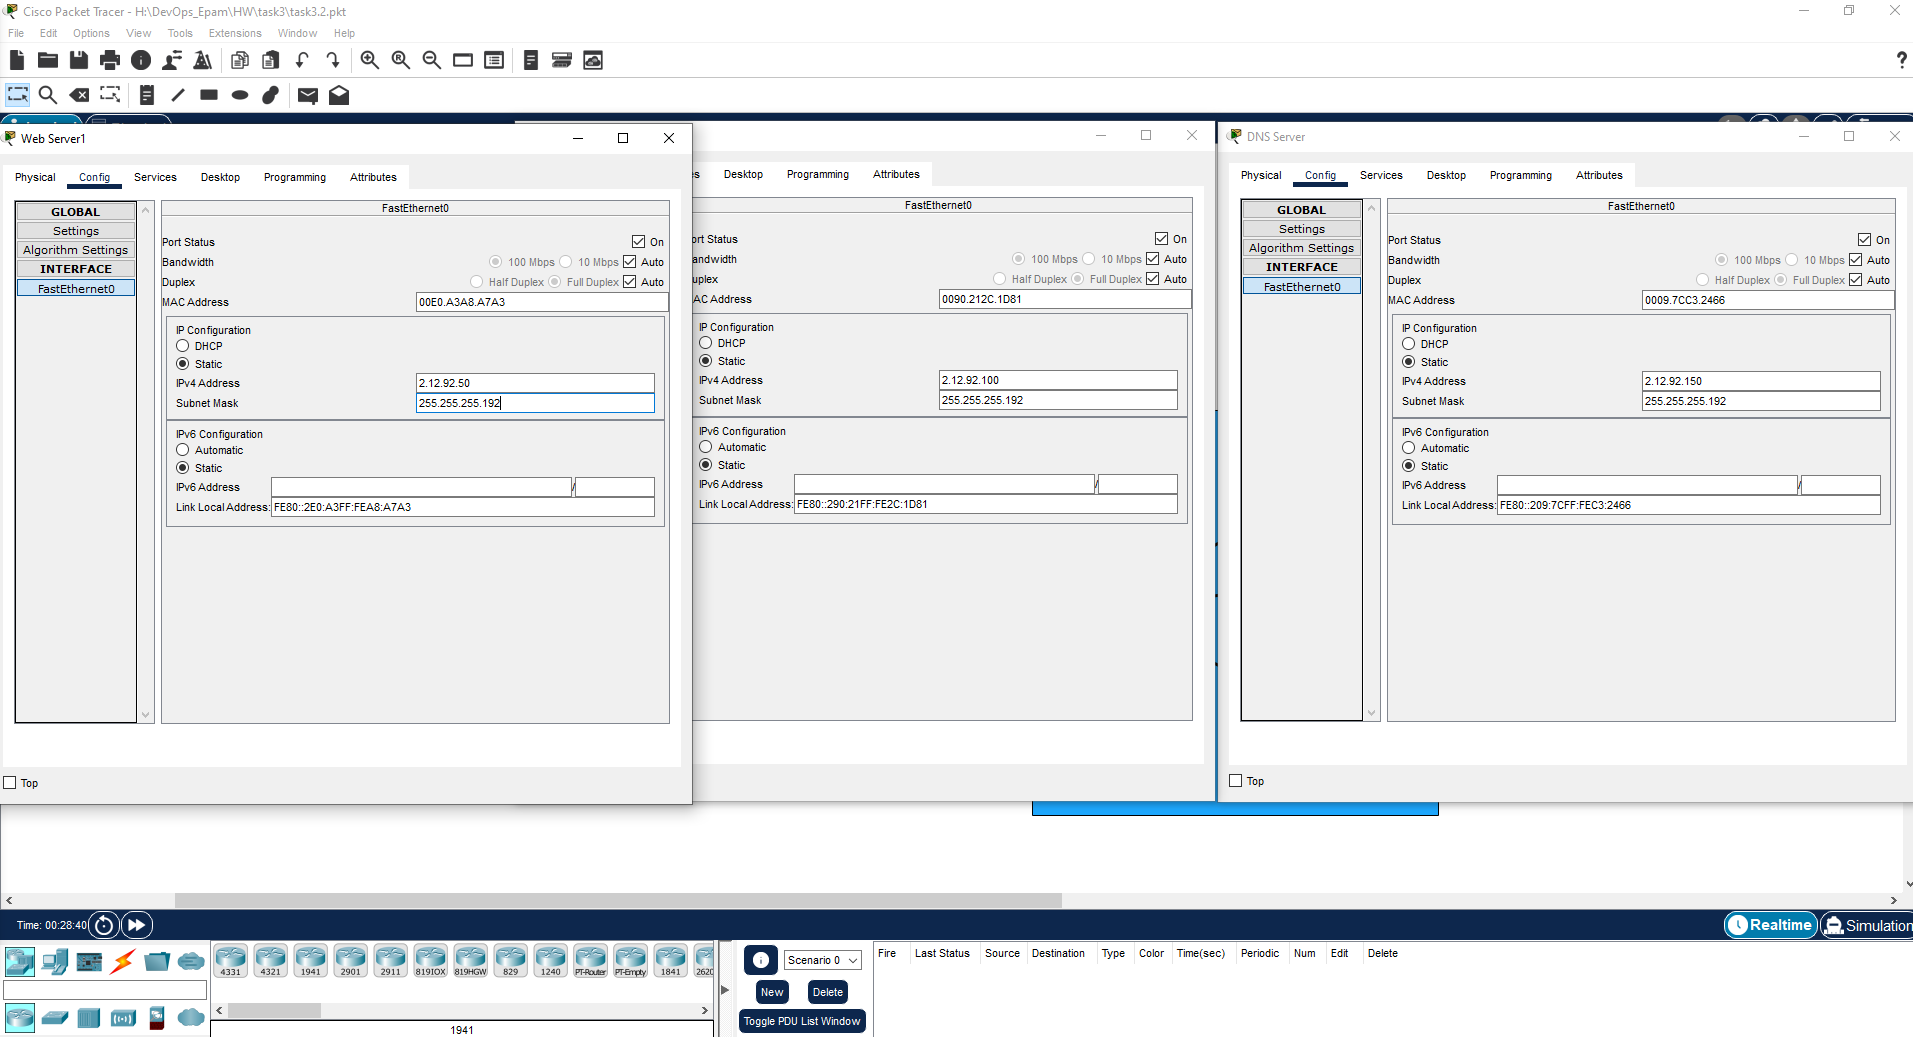 Cisco Packet Tracer - H:\DevOps_Epam\HW\task3\task3.2.pkt
File Edit Options View Tools Extensions Window Help
?
Web Server1
Physical Config Services Desktop Programming Attributes
GLOBAL
Settings
Algorithm Settings
INTERFACE
FastEthernet0
FastEthernet0
Port Status On
Bandwidth 100 Mbps 10 Mbps Auto
Duplex Half Duplex Full Duplex Auto
MAC Address 00E0.A3A8.A7A3
IP Configuration
DHCP
Static
IPv4 Address 2.12.92.50
Subnet Mask 255.255.255.192
IPv6 Configuration
Automatic
Static
IPv6 Address /
Link Local Address: FE80::2E0:A3FF:FEA8:A7A3
Top
es Desktop Programming Attributes
FastEthernet0
ort Status On
andwidth 100 Mbps 10 Mbps Auto
uplex Half Duplex Full Duplex Auto
AC Address 0090.212C.1D81
IP Configuration
DHCP
Static
IPv4 Address 2.12.92.100
Subnet Mask 255.255.255.192
IPv6 Configuration
Automatic
Static
IPv6 Address /
Link Local Address: FE80::290:21FF:FE2C:1D81
DNS Server
Physical Config Services Desktop Programming Attributes
GLOBAL
Settings
Algorithm Settings
INTERFACE
FastEthernet0
FastEthernet0
Port Status On
Bandwidth 100 Mbps 10 Mbps Auto
Duplex Half Duplex Full Duplex Auto
MAC Address 0009.7CC3.2466
IP Configuration
DHCP
Static
IPv4 Address 2.12.92.150
Subnet Mask 255.255.255.192
IPv6 Configuration
Automatic
Static
IPv6 Address /
Link Local Address: FE80::209:7CFF:FEC3:2466
Top
Time: 00:28:40
Realtime Simulation
4331 4321 1941 2901 2911 819IOX 819HGW 829 1240 PT-Router PT-Empty 1841 2620
1941
Scenario 0
New Delete
Toggle PDU List Window
Fire Last Status Source Destination Type Color Time(sec) Periodic Num Edit Delete